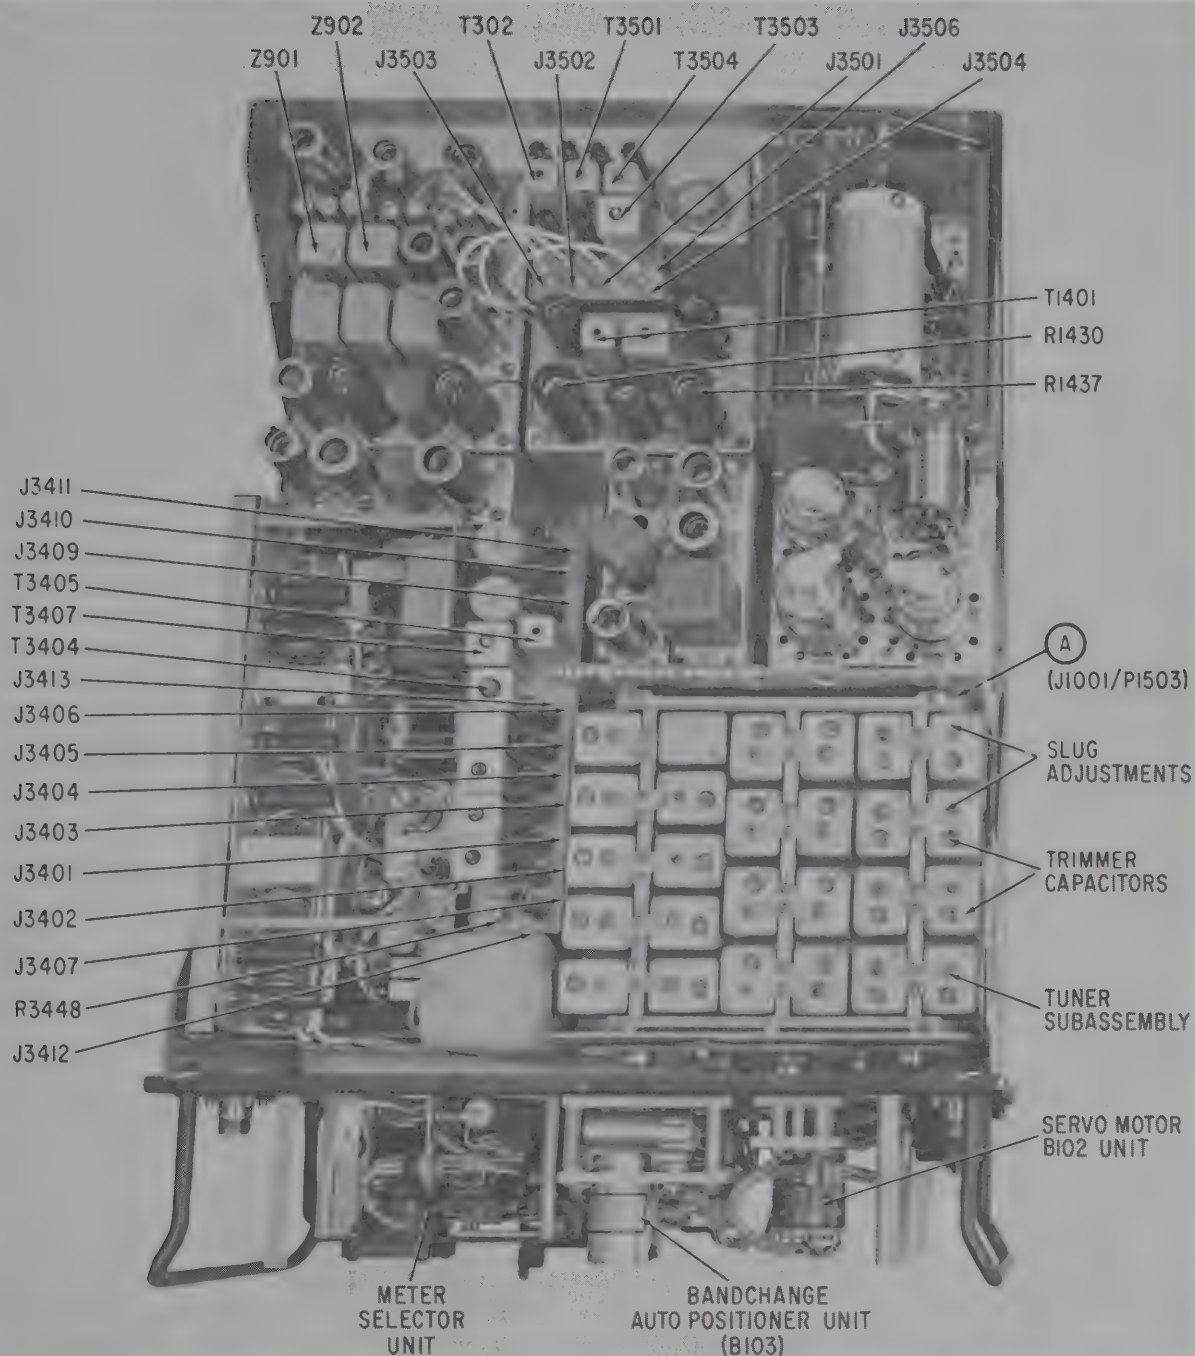 Z902
T302
T3501
T3503
J3506
Z901
J3503
J3502
T3504
J3501
J3504
T1401
R1430
R1437
J3411
J3410
J3409
T3405
T3407
T3404
J3413
J3406
J3405
J3404
J3403
J3401
J3402
J3407
R3448
J3412
A
(J1001/P1503)
SLUG
ADJUSTMENTS
TRIMMER
CAPACITORS
TUNER
SUBASSEMBLY
SERVO MOTOR
B102 UNIT
METER
SELECTOR
UNIT
BANDCHANGE
AUTO POSITIONER UNIT
(B103)